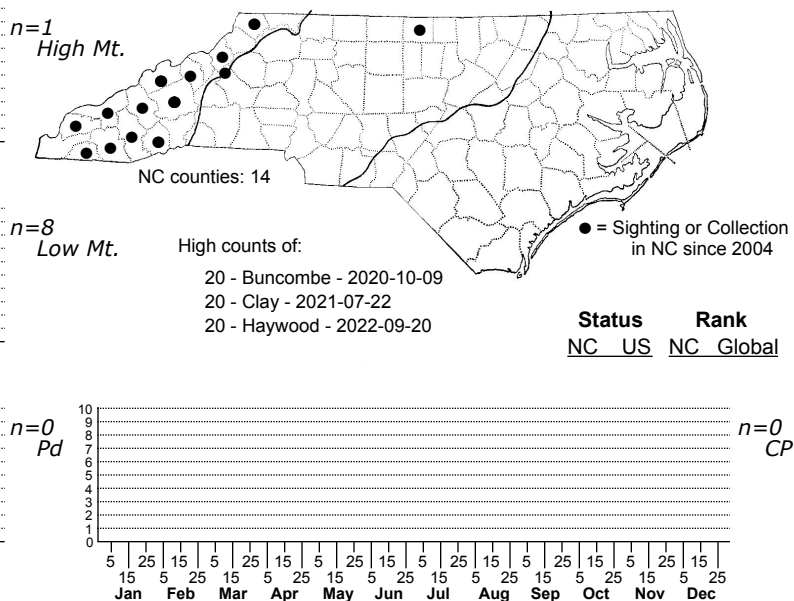 n=1
High Mt.
NC counties: 14
● = Sighting or Collection
in NC since 2004
n=8
Low Mt.
High counts of:
20 - Buncombe - 2020-10-09
20 - Clay - 2021-07-22
20 - Haywood - 2022-09-20
Status Rank
NC US NC Global
n=0
Pd
n=0
CP
10
9
8
7
6
5
4
3
2
1
0
5 15 25 5 15 25 5 15 25 5 15 25 5 15 25 5 15 25
15 5 25 15 5 25 15 5 25 15 5 25 15 5 25 15 5 25
Jan Feb Mar Apr May Jun Jul Aug Sep Oct Nov Dec